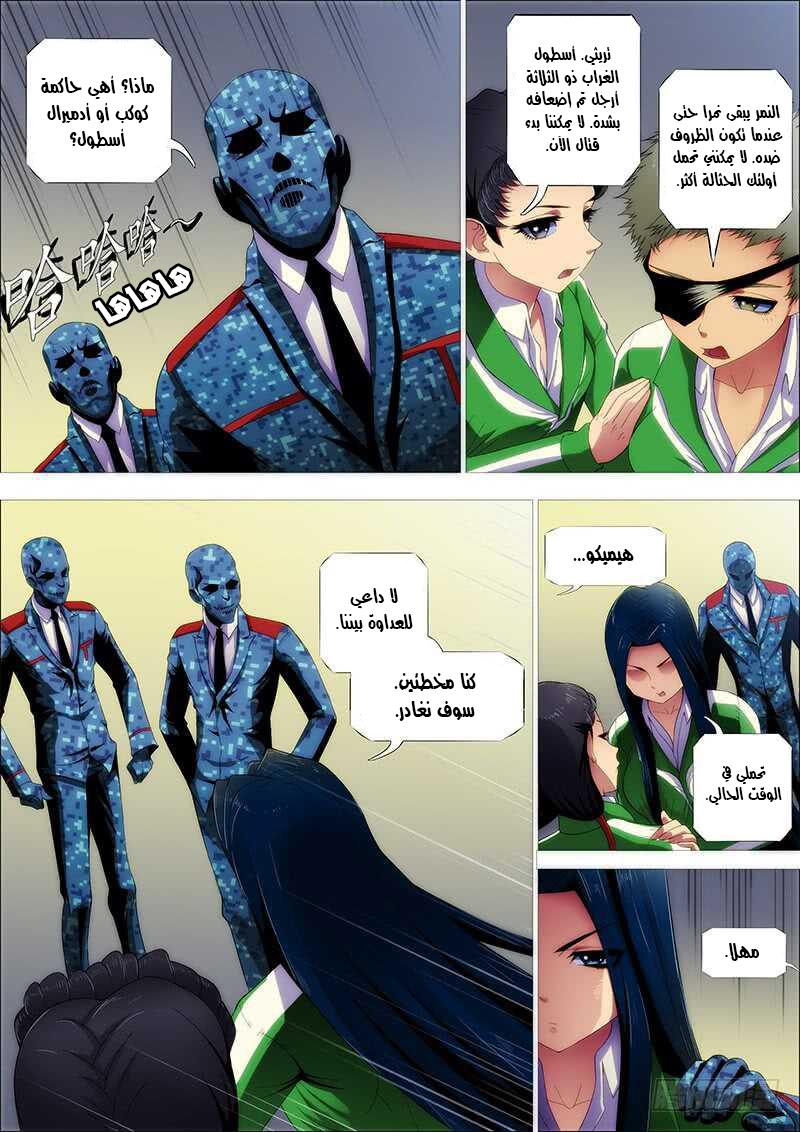 النمر يبقى نمرا حتى
عندما تكون الظروف
ضده. لا يمكنني تحمل
أولئك الحثالة أكثر.
تريثي. أسطول
الغراب ذو الثلاثة
أرجل تم إضعافه
بشدة. لا يمكننا بدء
قتال الآن.
ماذا؟ أهي حاكمة
كوكب أو أدميرال
أسطول؟
哈哈哈~
هاهاها
هيميكو...
تحملي في
الوقت الحالي.
لا داعي
للعداوة بيننا.
كنا مخطئين.
سوف نغادر.
مهلا.